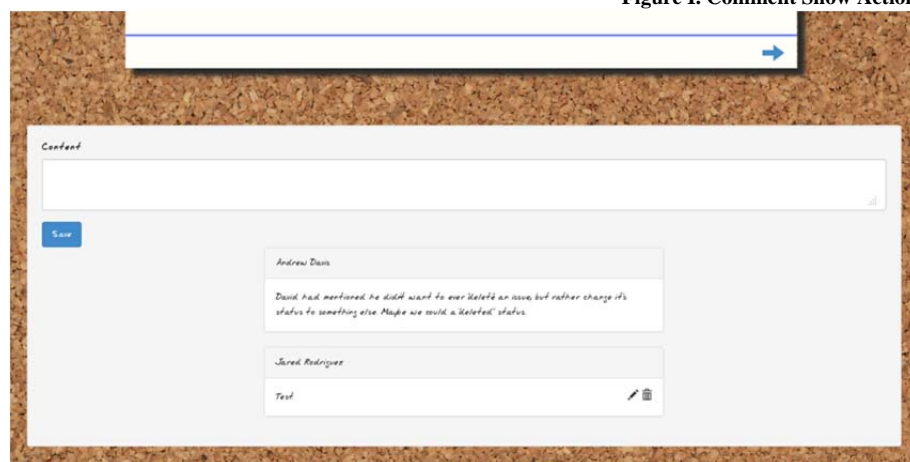 Figure 1. Comment Show Action
Content
Save
Andrew Davis
David had mentioned he didn't want to ever 'delete' an issue, but rather change it's
status to something else. Maybe we could a 'deleted' status.
Jared Rodriguez
Test